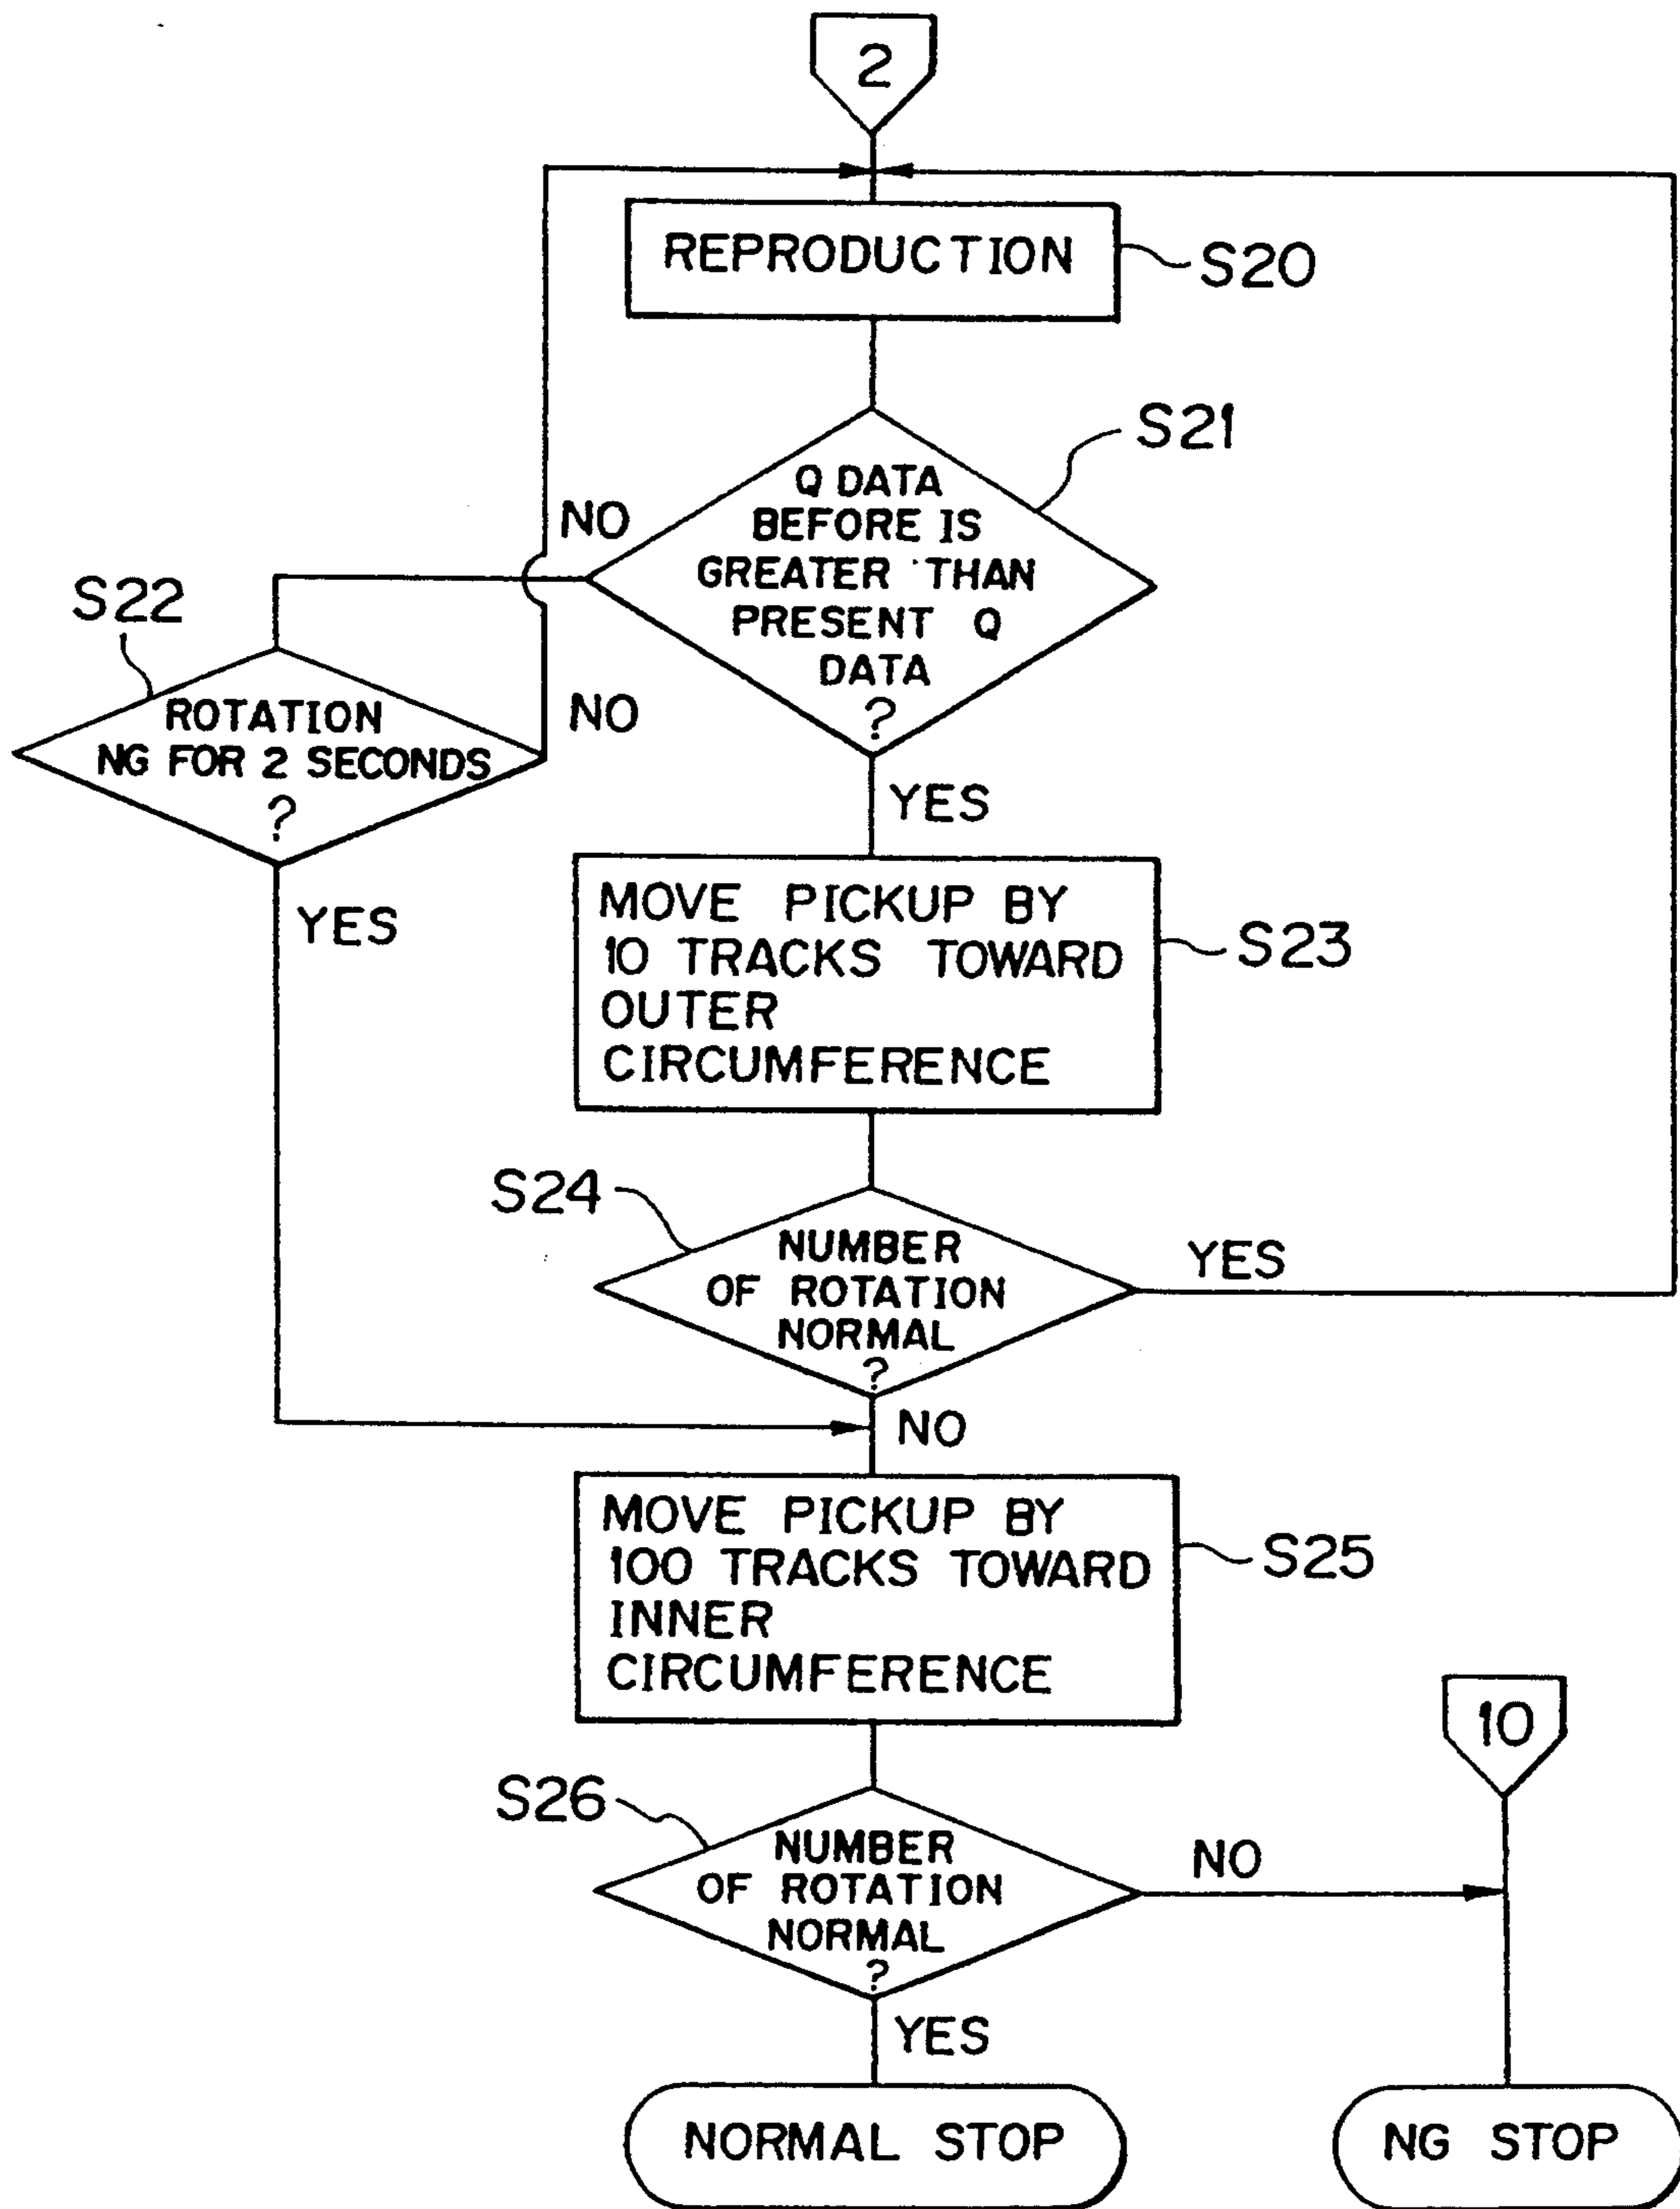 2
REPRODUCTION
S20
S21
Q DATA
BEFORE IS
GREATER THAN
PRESENT Q
DATA
?
NO
S22
ROTATION
NG FOR 2 SECONDS
?
NO
YES
YES
MOVE PICKUP BY
10 TRACKS TOWARD
OUTER
CIRCUMFERENCE
S23
S24
NUMBER
OF ROTATION
NORMAL
?
YES
NO
MOVE PICKUP BY
100 TRACKS TOWARD
INNER
CIRCUMFERENCE
S25
10
S26
NUMBER
OF ROTATION
NORMAL
?
NO
YES
NORMAL STOP
NG STOP